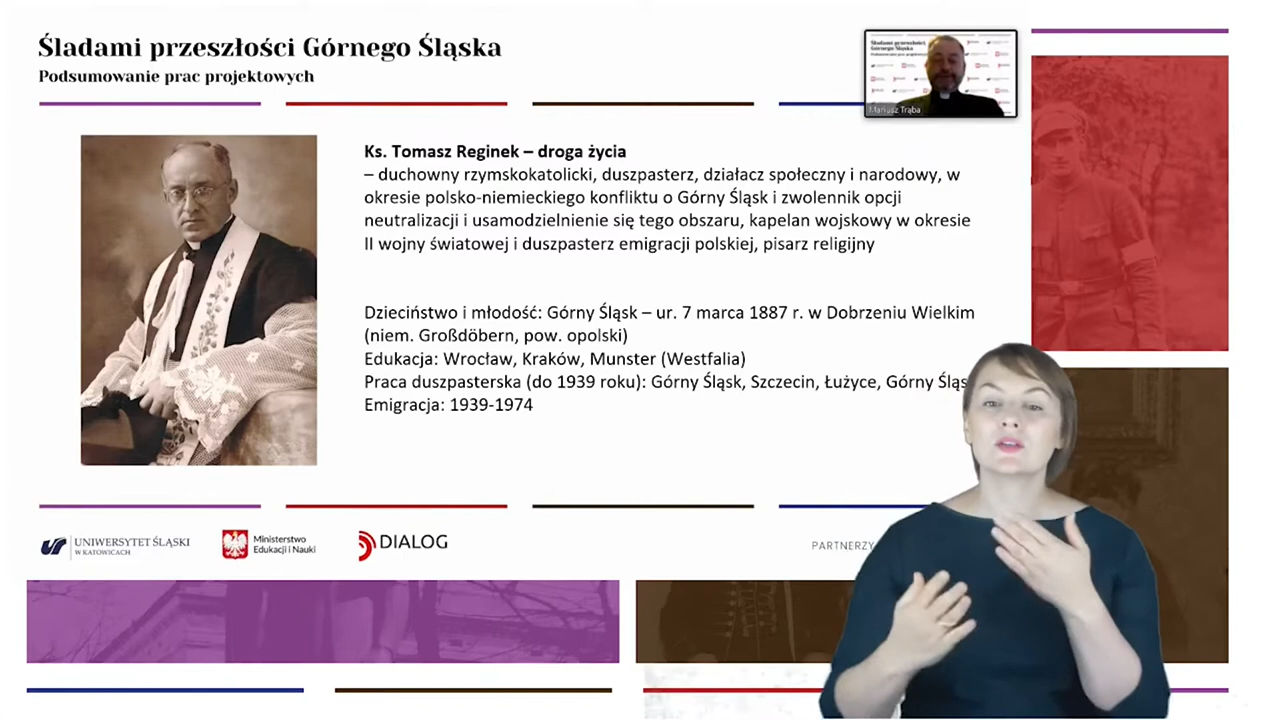 Śladami przeszłości Górnego Śląska
Podsumowanie prac projektowych
Mariusz Trąba
Ks. Tomasz Reginek – droga życia
– duchowny rzymskokatolicki, duszpasterz, działacz społeczny i narodowy, w
okresie polsko-niemieckiego konfliktu o Górny Śląsk i zwolennik opcji
neutralizacji i usamodzielnienie się tego obszaru, kapelan wojskowy w okresie
II wojny światowej i duszpasterz emigracji polskiej, pisarz religijny
Dzieciństwo i młodość: Górny Śląsk – ur. 7 marca 1887 r. w Dobrzeniu Wielkim
(niem. Großdöbern, pow. opolski)
Edukacja: Wrocław, Kraków, Munster (Westfalia)
Praca duszpasterska (do 1939 roku): Górny Śląsk, Szczecin, Łużyce, Górny Śląs
Emigracja: 1939-1974
UNIWERSYTET ŚLĄSKI
W KATOWICACH
Ministerstwo
Edukacji i Nauki
DIALOG
PARTNERZY